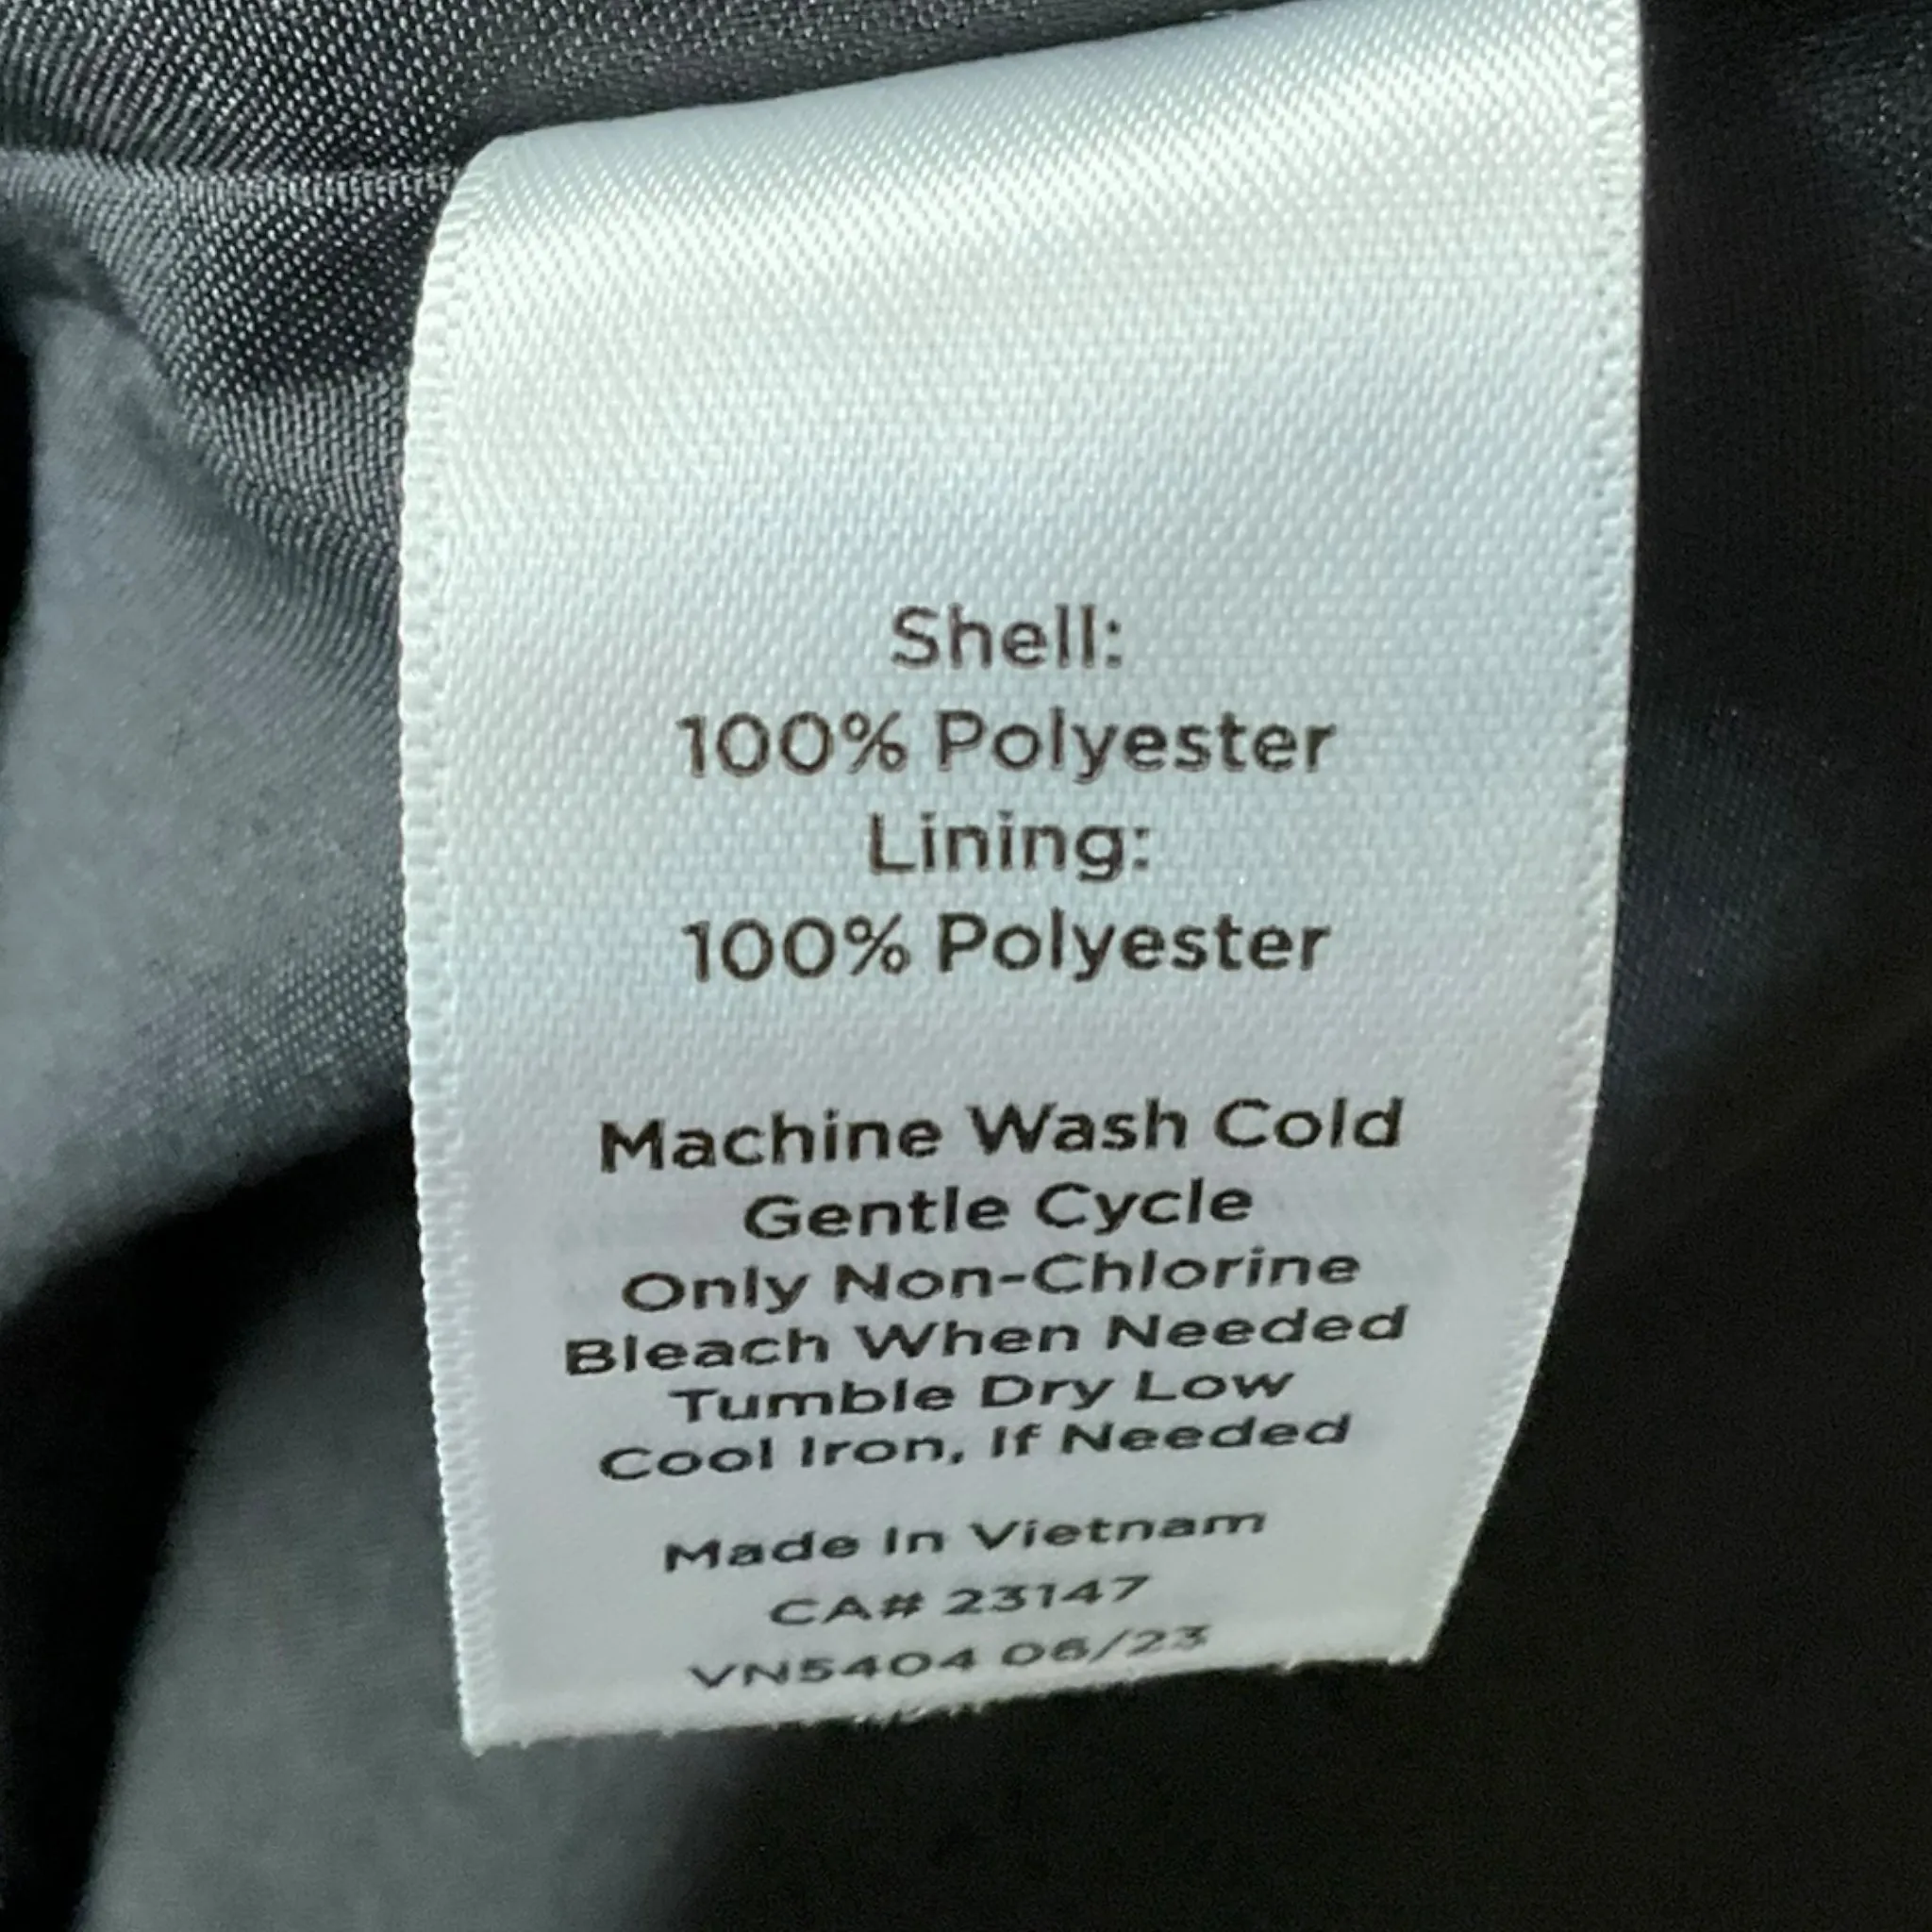 Shell:
100% Polyester
Lining:
100% Polyester
Machine Wash Cold
Gentle Cycle
Only Non-Chlorine
Bleach When Needed
Tumble Dry Low
Cool Iron, If Needed
Made In Vietnam
CA# 23147
VN5404 06/23